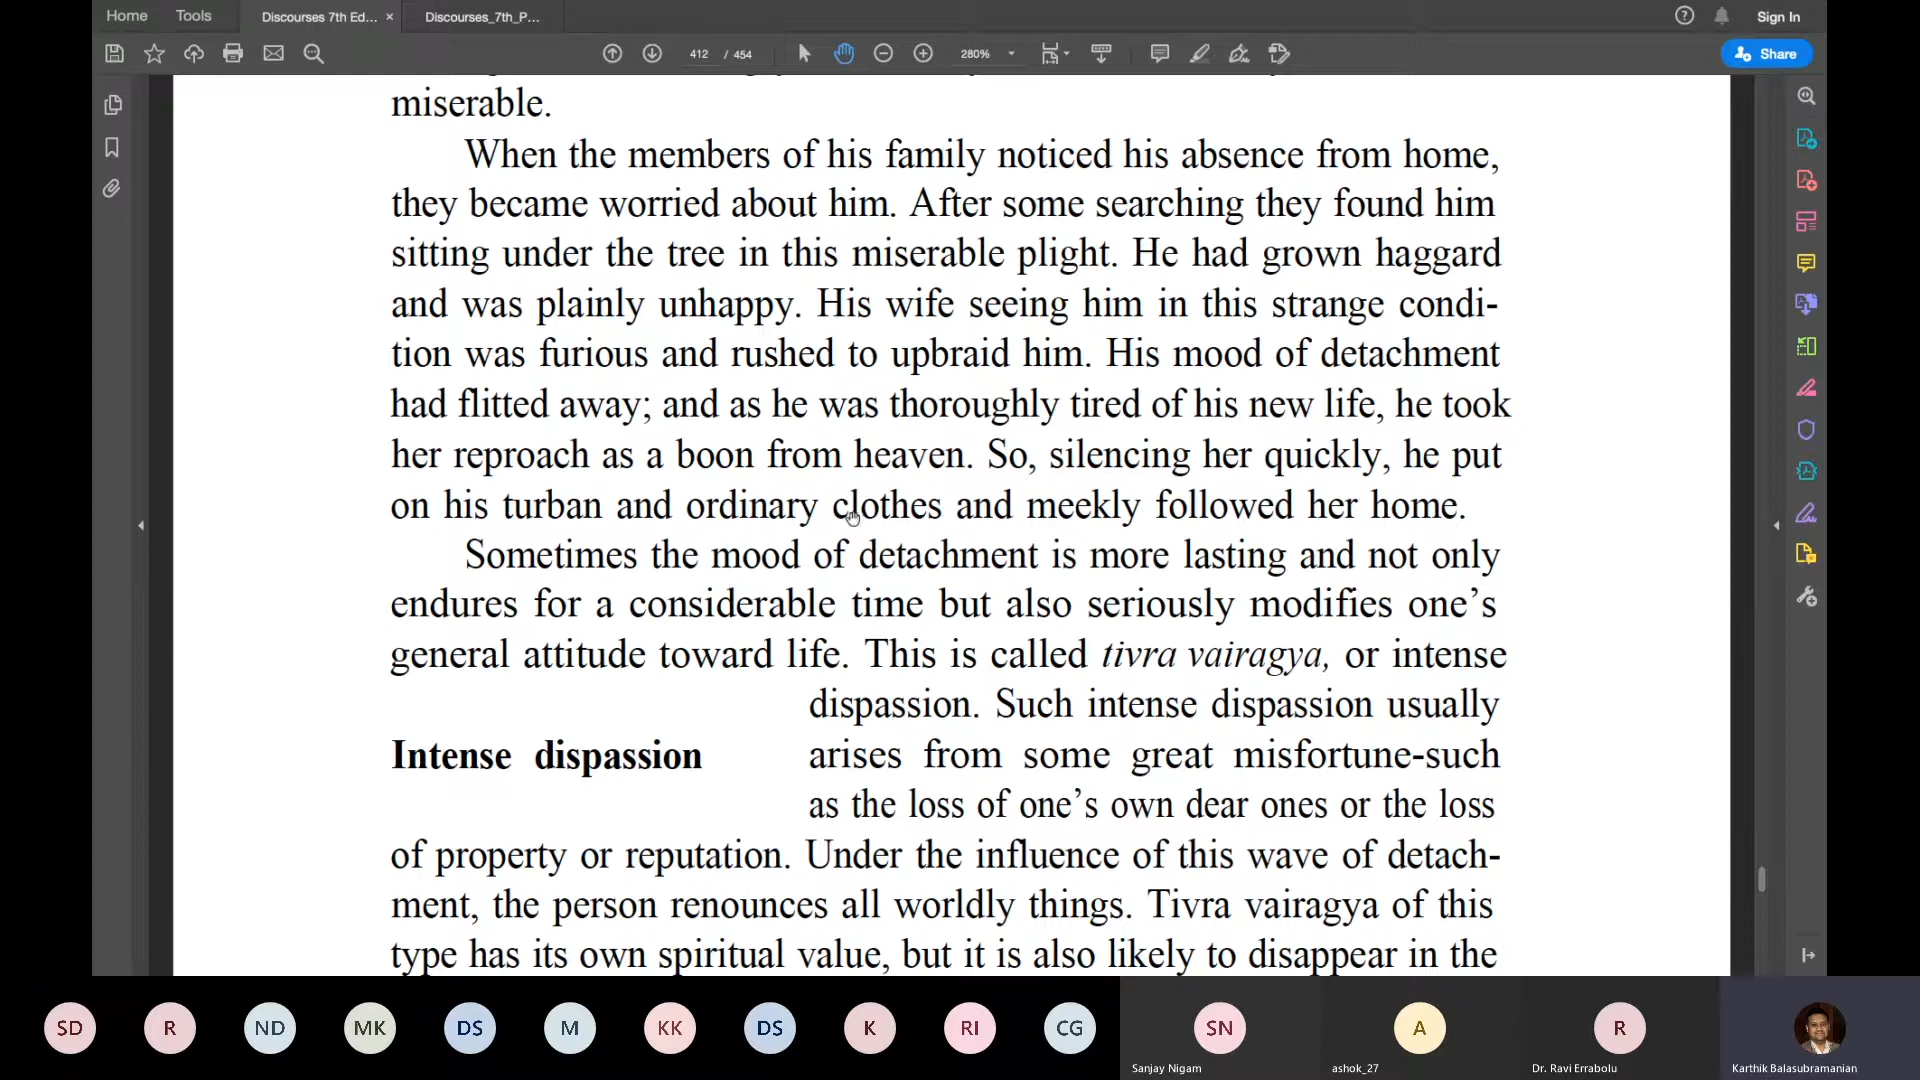 Home Tools Discourses 7th Ed... × Discourses_7th_P... Sign In
412 / 454 280% Share
miserable.
When the members of his family noticed his absence from home,
they became worried about him. After some searching they found him
sitting under the tree in this miserable plight. He had grown haggard
and was plainly unhappy. His wife seeing him in this strange condi-
tion was furious and rushed to upbraid him. His mood of detachment
had flitted away; and as he was thoroughly tired of his new life, he took
her reproach as a boon from heaven. So, silencing her quickly, he put
on his turban and ordinary clothes and meekly followed her home.
Sometimes the mood of detachment is more lasting and not only
endures for a considerable time but also seriously modifies one’s
general attitude toward life. This is called tivra vairagya, or intense
dispassion. Such intense dispassion usually
Intense dispassion arises from some great misfortune-such
as the loss of one’s own dear ones or the loss
of property or reputation. Under the influence of this wave of detach-
ment, the person renounces all worldly things. Tivra vairagya of this
type has its own spiritual value, but it is also likely to disappear in the
SD R ND MK DS M KK DS K RI CG SN A R
Sanjay Nigam ashok_27 Dr. Ravi Errabolu Karthik Balasubramanian